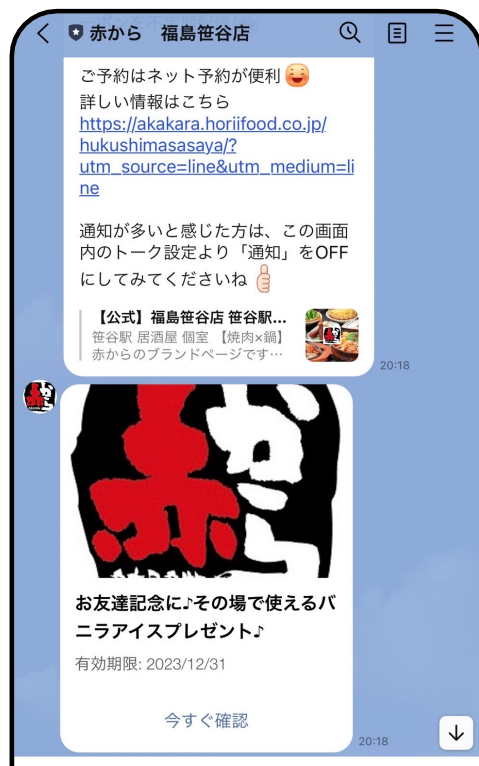 赤から 福島笹谷店
ご予約はネット予約が便利
詳しい情報はこちら
https://akakara.horiifood.co.jp/
hukushimasasaya/?
utm_source=line&utm_medium=li
ne
通知が多いと感じた方は、この画面
内のトーク設定より「通知」をOFF
にしてみてくださいね
【公式】福島笹谷店 笹谷駅...
笹谷駅 居酒屋 個室 【焼肉×鍋】
赤からのブランドページです…
20:18
赤から
お友達記念に♪その場で使えるバ
ニラアイスプレゼント♪
有効期限: 2023/12/31
今すぐ確認
20:18